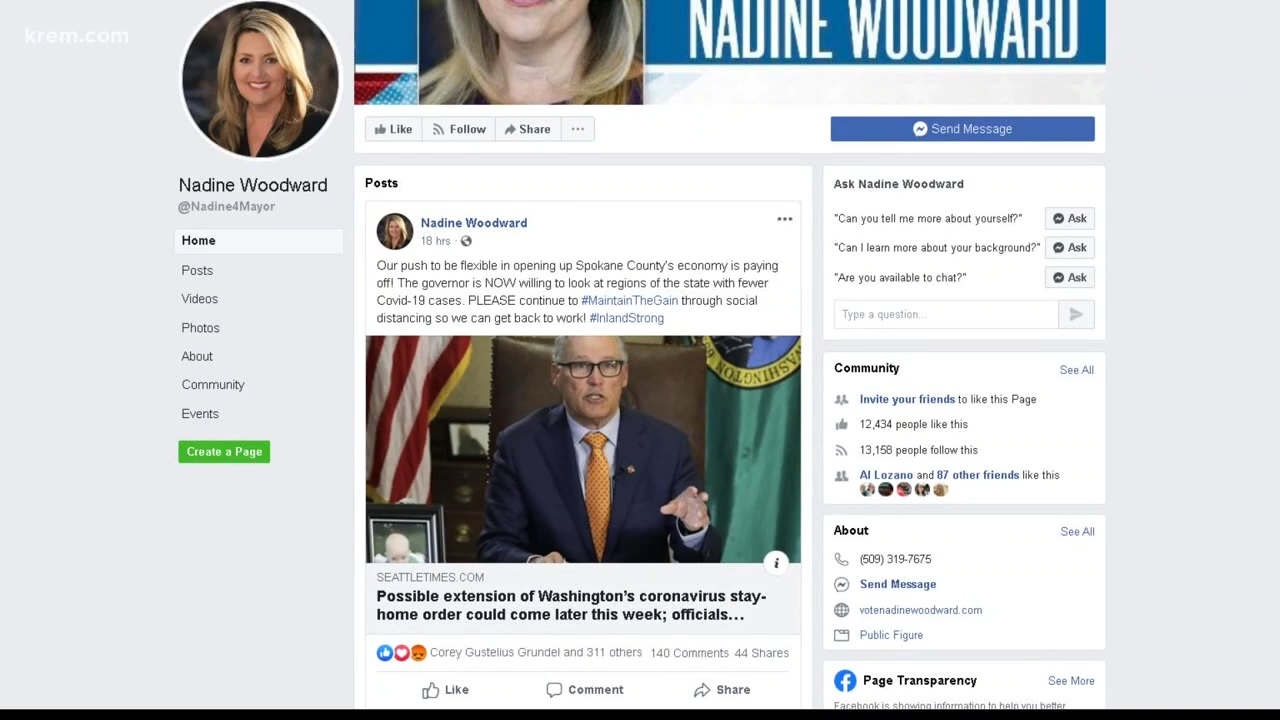 krem.com
NADINE WOODWARD
Like
Follow
Share
Send Message
Nadine Woodward
@Nadine4Mayor
Home
Posts
Videos
Photos
About
Community
Events
Create a Page
Posts
Nadine Woodward
18 hrs ·
Our push to be flexible in opening up Spokane County's economy is paying
off! The governor is NOW willing to look at regions of the state with fewer
Covid-19 cases. PLEASE continue to #MaintainTheGain through social
distancing so we can get back to work! #InlandStrong
SEATTLETIMES.COM
Possible extension of Washington's coronavirus stay-
home order could come later this week; officials...
Corey Gustelius Grundel and 311 others 140 Comments 44 Shares
Like Comment Share
Ask Nadine Woodward
"Can you tell me more about yourself?" Ask
"Can I learn more about your background?" Ask
"Are you available to chat?" Ask
Type a question...
Community See All
Invite your friends to like this Page
12,434 people like this
13,158 people follow this
Al Lozano and 87 other friends like this
About See All
(509) 319-7675
Send Message
votenadinewoodward.com
Public Figure
Page Transparency See More
Facebook is showing information to help you better